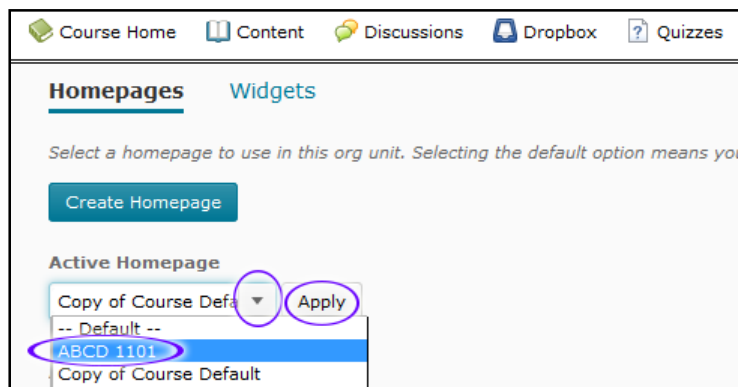 Course Home Content Discussions Dropbox ? Quizzes
Homepages Widgets
Select a homepage to use in this org unit. Selecting the default option means you
Create Homepage
Active Homepage
Copy of Course Defa Apply
-- Default --
ABCD 1101
Copy of Course Default